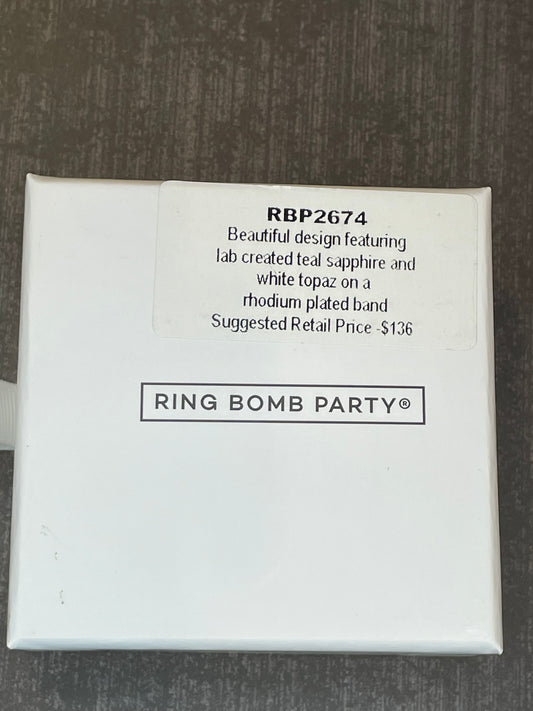 RBP2674
Beautiful design featuring
lab created teal sapphire and
white topaz on a
rhodium plated band
Suggested Retail Price -$136
RING BOMB PARTY®